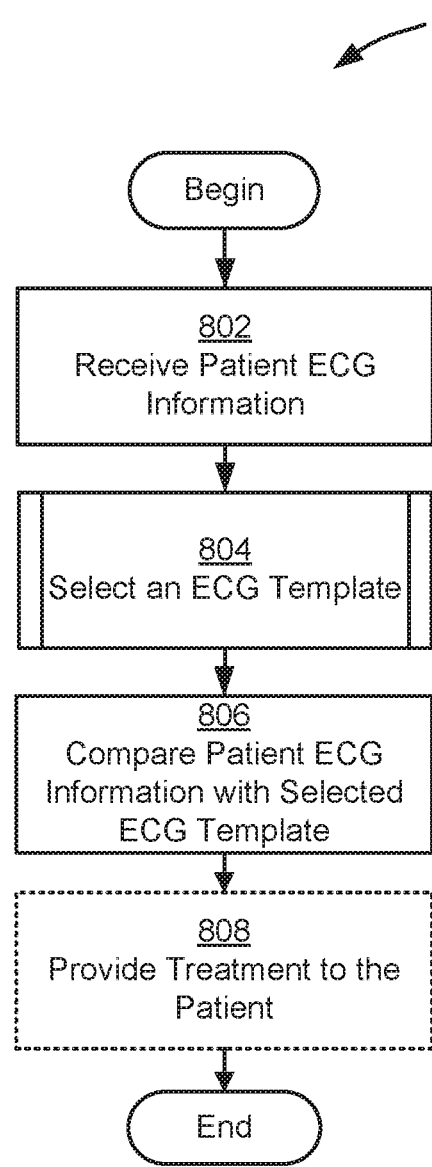 Begin
802
Receive Patient ECG
Information
804
Select an ECG Template
806
Compare Patient ECG
Information with Selected
ECG Template
808
Provide Treatment to the
Patient
End